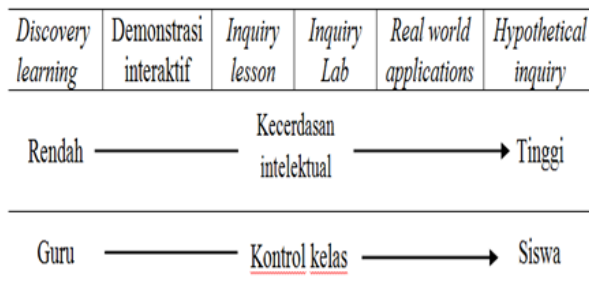 Discovery learning
Demonstrasi interaktif
Inquiry lesson
Inquiry Lab
Real world applications
Hypothetical inquiry
Rendah
Kecerdasan intelektual
Tinggi
Guru
Kontrol kelas
Siswa